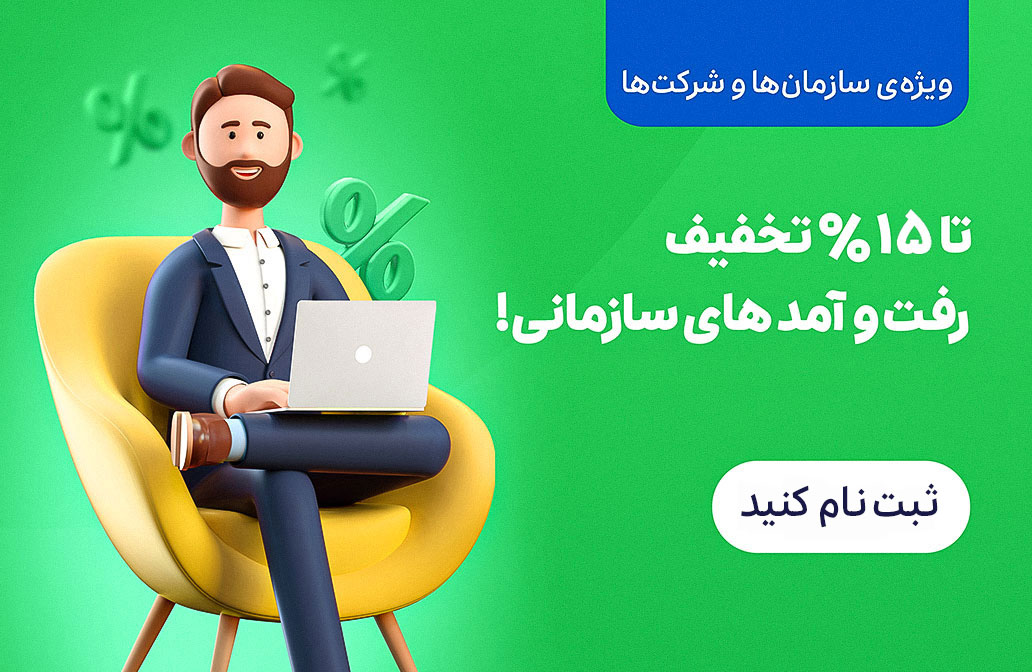 ویژه‌ی سازمان‌ها و شرکت‌ها
تا ۱۵% تخفیف
رفت و آمد های سازمانی!
ثبت نام کنید